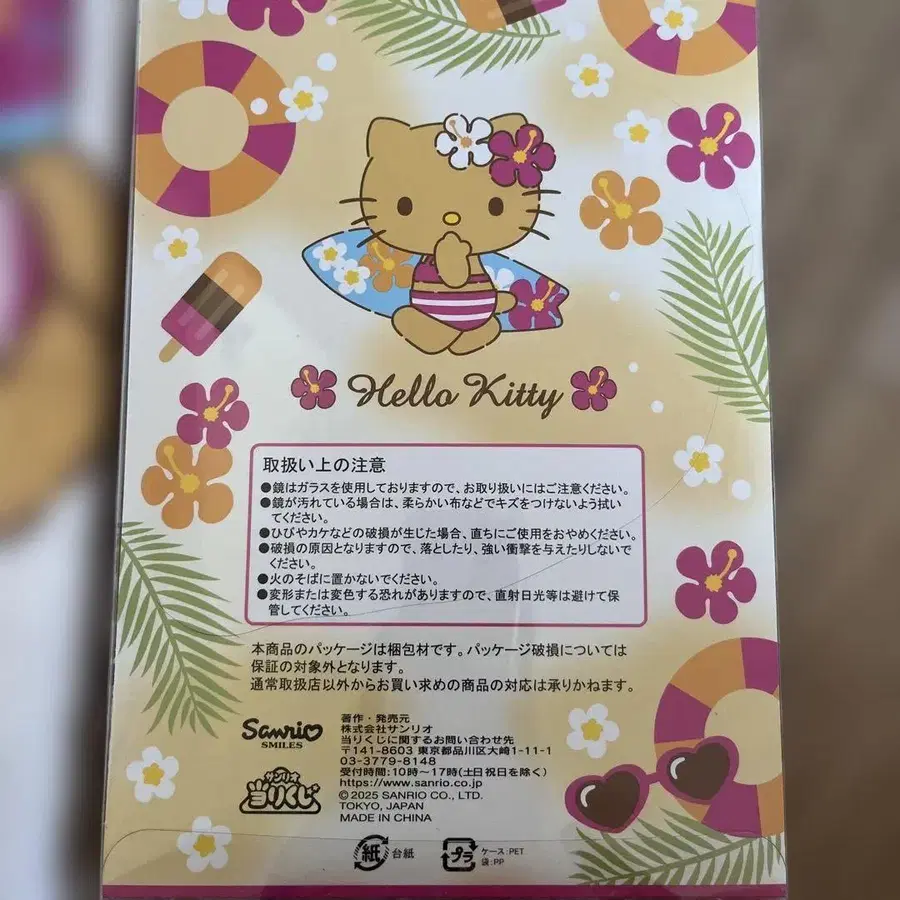 Hello Kitty
取扱い上の注意
●鏡はガラスを使用しておりますので、お取り扱いにはご注意ください。
●鏡が汚れている場合は、柔らかい布などでキズをつけないよう拭い
てください。
●ひびやカケなどの破損が生じた場合、直ちにご使用をおやめください。
●破損の原因となりますので、落としたり、強い衝撃を与えたりしないで
ください。
●火のそばに置かないでください。
●変形または変色する恐れがありますので、直射日光等は避けて保
管してください。
本商品のパッケージは梱包材です。パッケージ破損については
保証の対象外となります。
通常取扱店以外からお買い求めの商品の対応は承りかねます。
Sanrio
SMILES
サンリオ
当りくじ
著作・発売元
株式会社サンリオ
当りくじに関するお問い合わせ先
〒141-8603 東京都品川区大崎1-11-1
03-3779-8148
受付時間:10時〜17時(土日祝日を除く)
https://www.sanrio.co.jp
© 2025 SANRIO CO., LTD.
TOKYO, JAPAN
MADE IN CHINA
紙 台紙
プラ ケース:PET
袋:PP